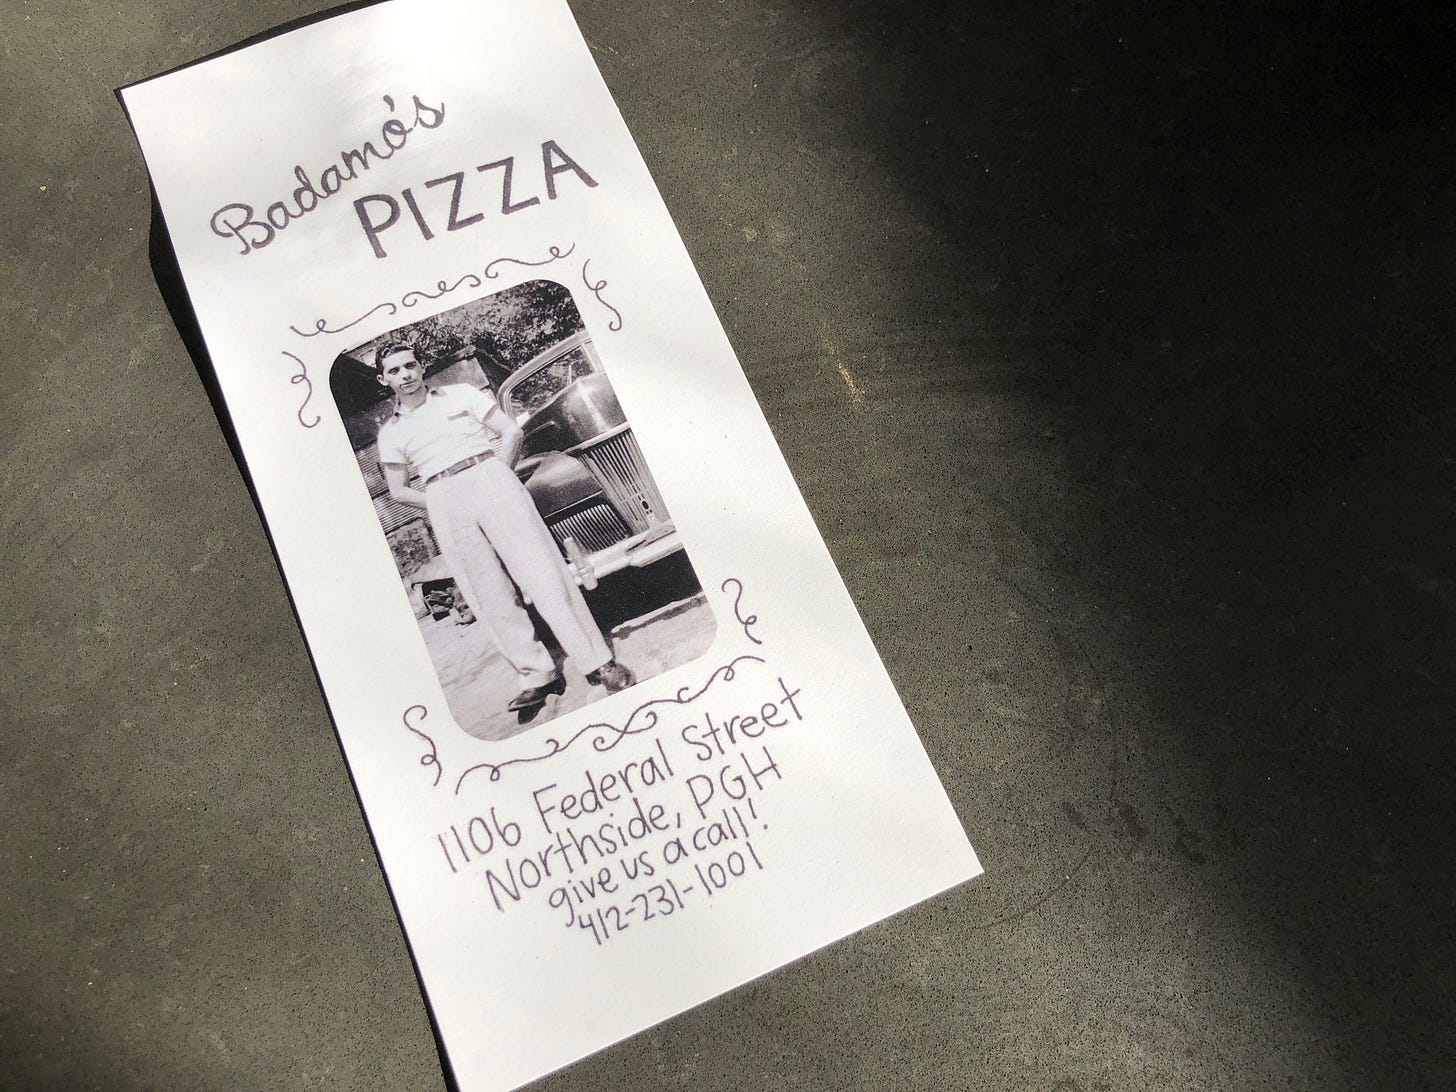 Badamo's
PIZZA
1106 Federal Street
Northside, PGH
give us a call!
412-231-1001